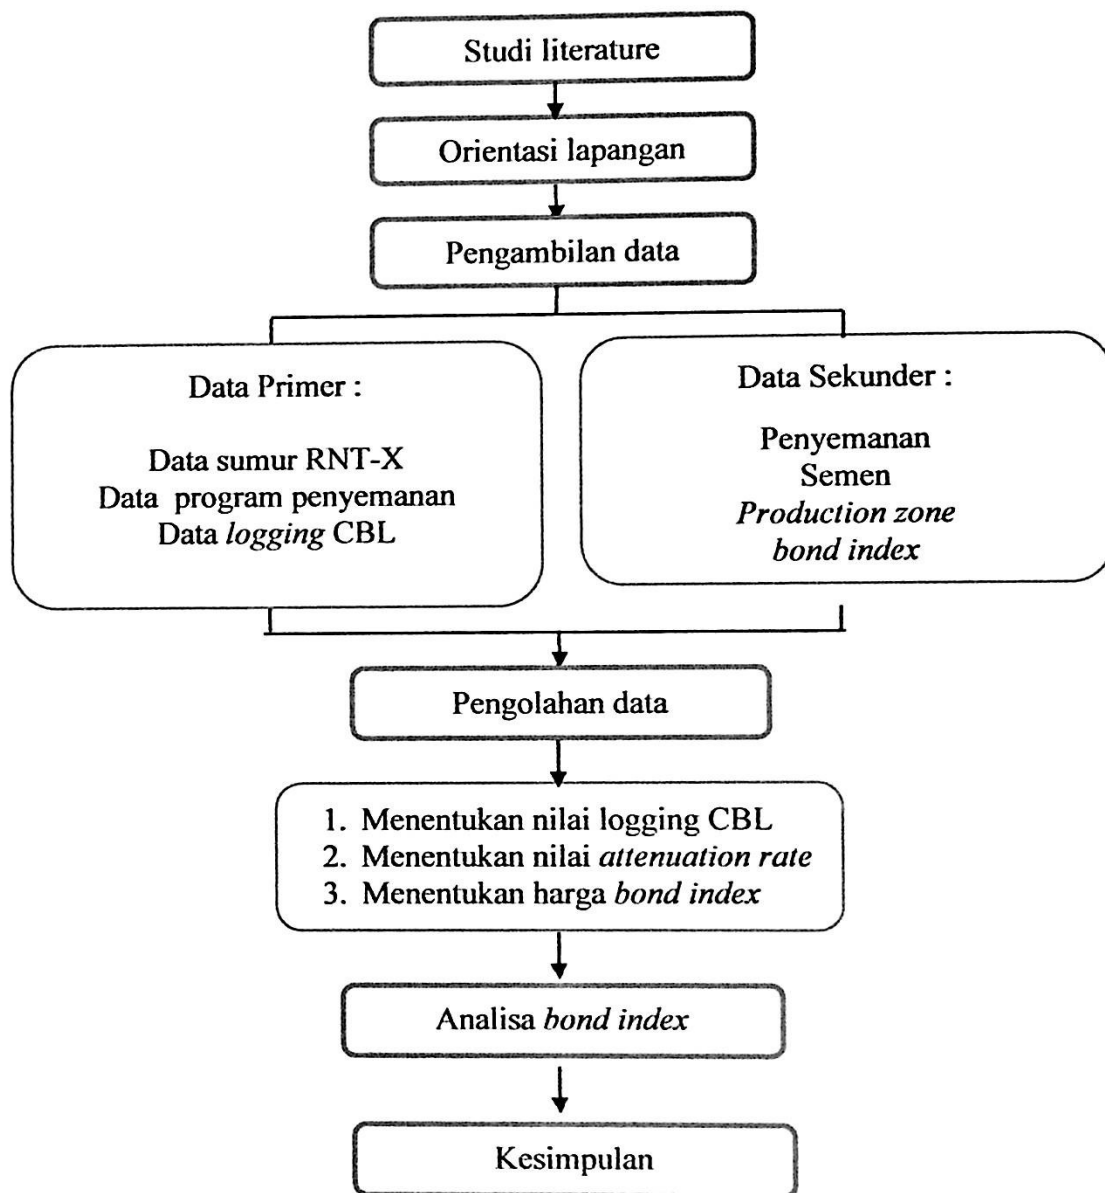 Studi literature
Orientasi lapangan
Pengambilan data
Data Primer :
Data sumur RNT-X
Data program penyemanan
Data logging CBL
Data Sekunder :
Penyemanan
Semen
Production zone
bond index
Pengolahan data
1. Menentukan nilai logging CBL
2. Menentukan nilai attenuation rate
3. Menentukan harga bond index
Analisa bond index
Kesimpulan